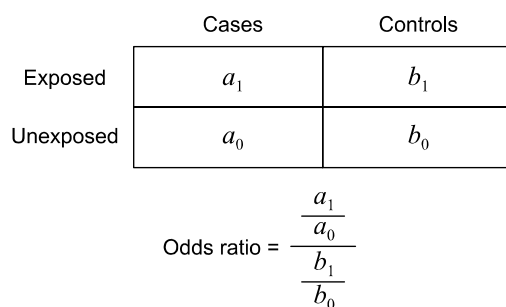 Cases Controls
Exposed a₁ b₁
Unexposed a₀ b₀
a₁
a₀
Odds ratio =
b₁
b₀